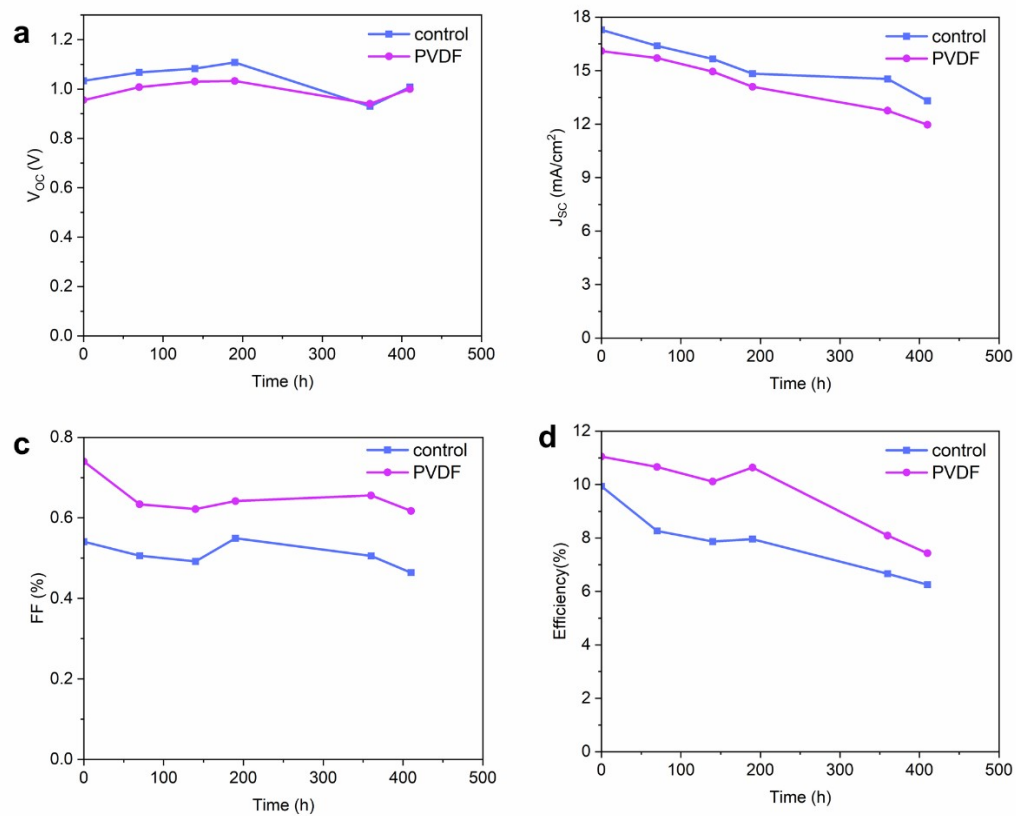 a
control
PVDF
1.2
1.0
0.8
0.6
0.4
0.2
0.0
V_OC (V)
0 100 200 300 400 500
Time (h)
control
PVDF
18
15
12
9
6
3
0
J_SC (mA/cm²)
0 100 200 300 400 500
Time (h)
c
control
PVDF
0.8
0.6
0.4
0.2
0.0
FF (%)
0 100 200 300 400 500
Time (h)
d
control
PVDF
12
10
8
6
4
2
0
Efficiency(%)
0 100 200 300 400 500
Time (h)